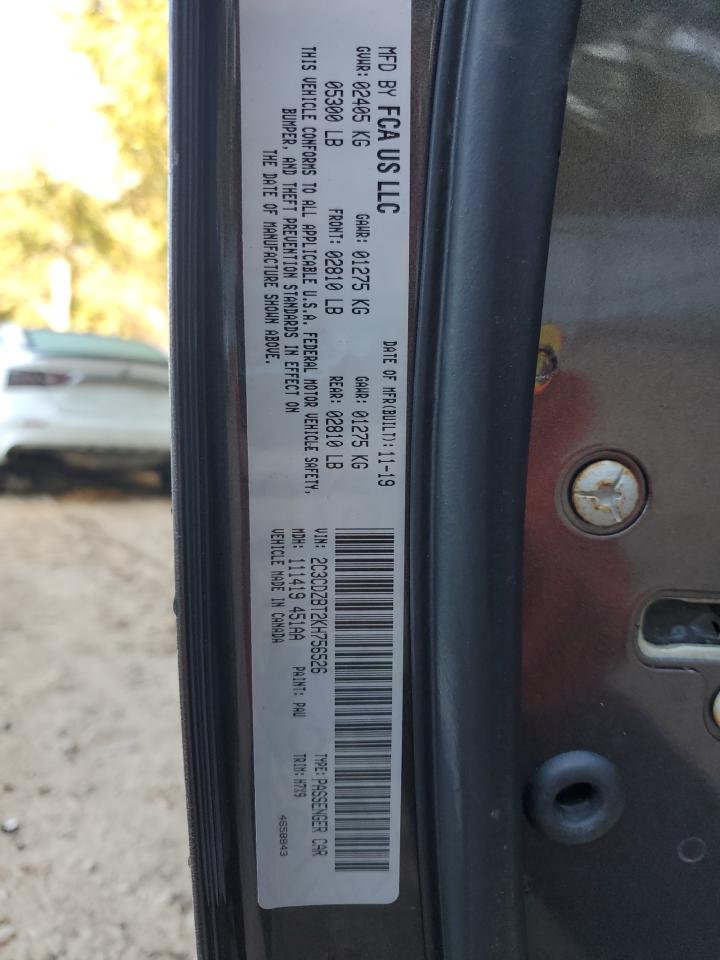 MFD BY FCA US LLC DATE OF MFR(BUILT): 11-19
GVWR: 02405 KG GAWR: 01275 KG GAWR: 01275 KG
05300 LB FRONT: 02810 LB REAR: 02810 LB
THIS VEHICLE CONFORMS TO ALL APPLICABLE U.S.A. FEDERAL MOTOR VEHICLE SAFETY,
BUMPER, AND THEFT PREVENTION STANDARDS IN EFFECT ON
THE DATE OF MANUFACTURE SHOWN ABOVE.
VIN: 2C3CDZBT2KH756526 TYPE: PASSENGER CAR
MDH: 111419 451AA PAINT: PAU TRIM: H7X9
VEHICLE MADE IN CANADA 4658843